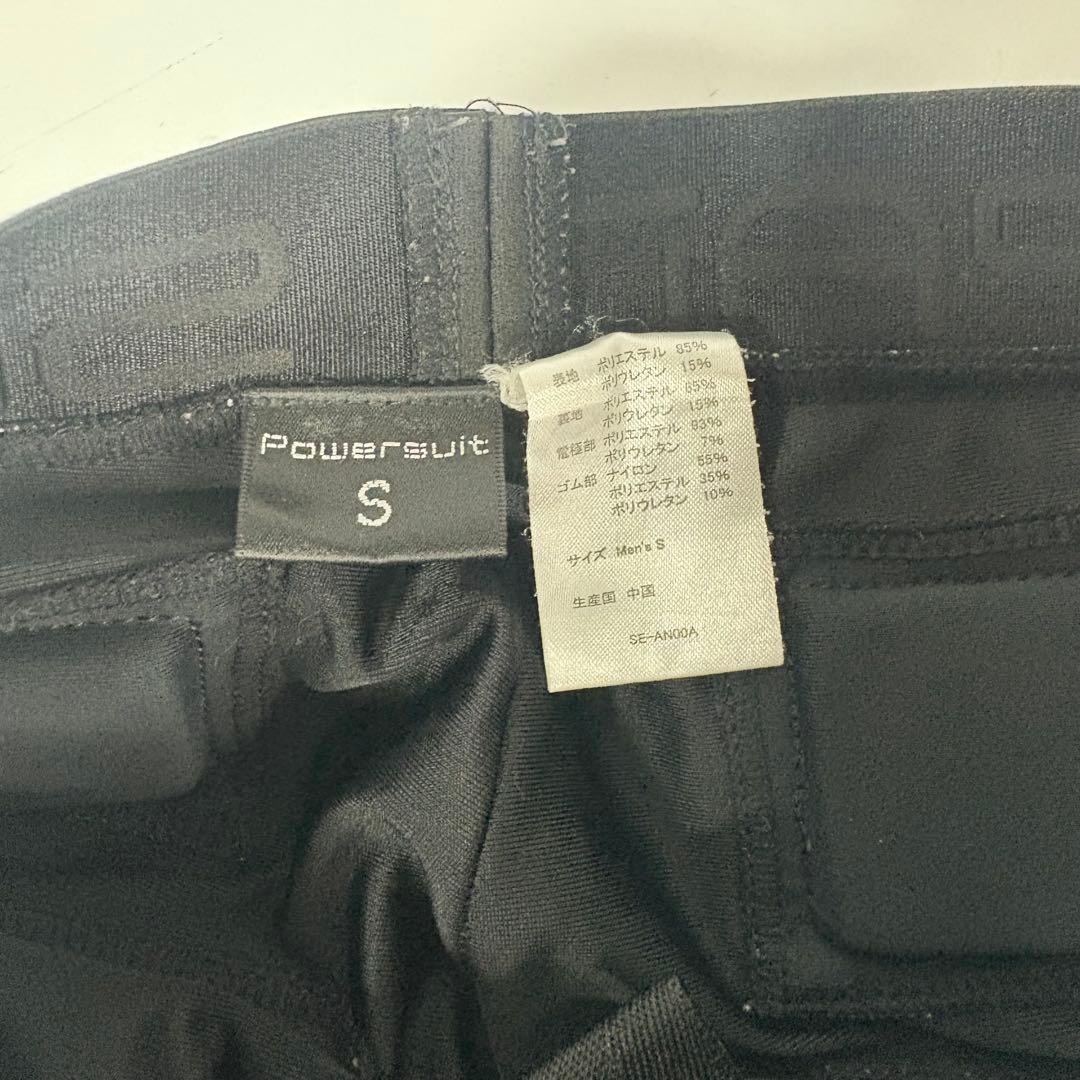 Powersuit
S
表地 ポリエステル 85%
ポリウレタン 15%
裏地 ポリエステル 85%
ポリウレタン 15%
電極部 ポリエステル 93%
ポリウレタン 7%
ゴム部 ナイロン 55%
ポリエステル 35%
ポリウレタン 10%
サイズ Men's S
生産国 中国
SE-AN00A